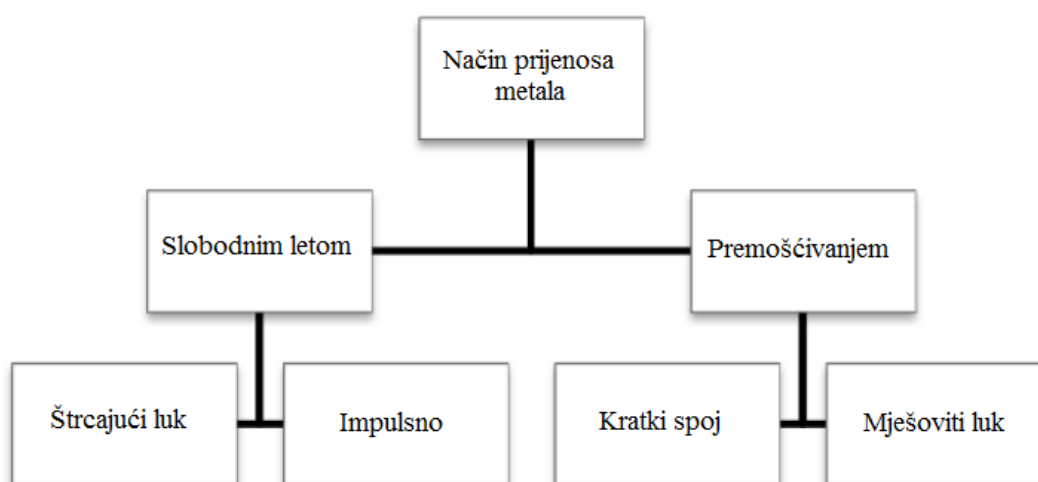 Način prijenosa
metala
Slobodnim letom
Premošćivanjem
Štrcajući luk
Impulsno
Kratki spoj
Mješoviti luk